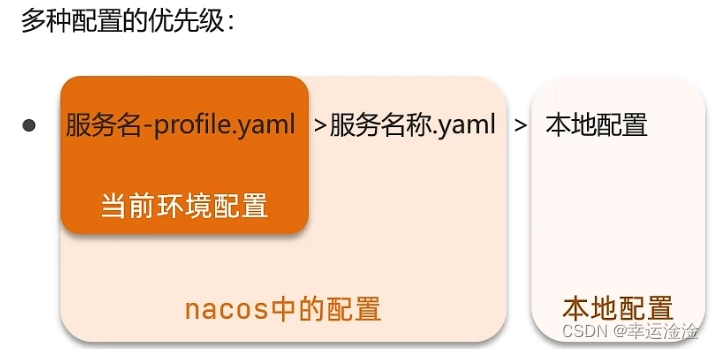 多种配置的优先级：
服务名-profile.yaml >服务名称.yaml > 本地配置
当前环境配置
nacos中的配置
本地配置
CSDN @幸运淦淦